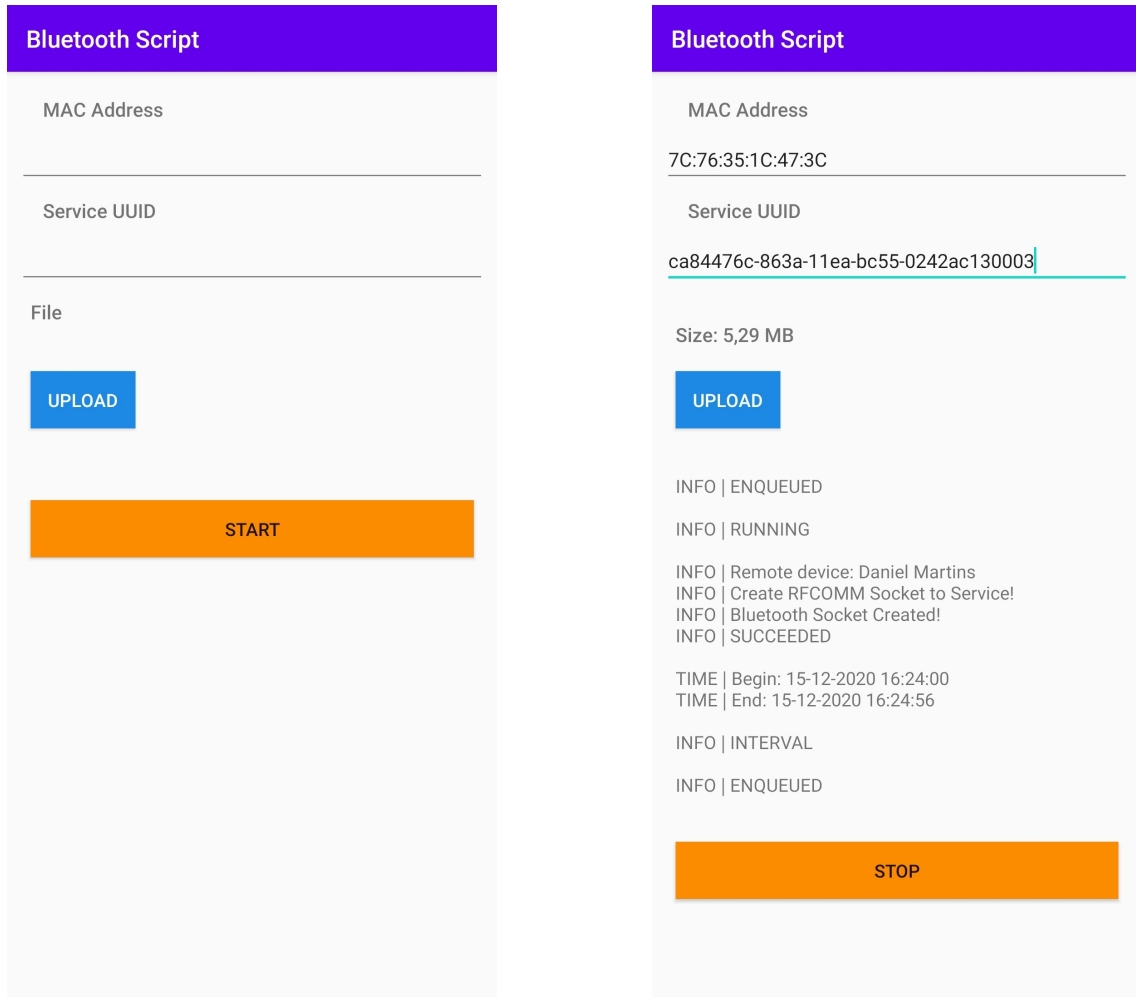 Bluetooth Script
MAC Address
Service UUID
File
UPLOAD
START
Bluetooth Script
MAC Address
7C:76:35:1C:47:3C
Service UUID
ca84476c-863a-11ea-bc55-0242ac130003
Size: 5,29 MB
UPLOAD
INFO | ENQUEUED
INFO | RUNNING
INFO | Remote device: Daniel Martins
INFO | Create RFCOMM Socket to Service!
INFO | Bluetooth Socket Created!
INFO | SUCCEEDED
TIME | Begin: 15-12-2020 16:24:00
TIME | End: 15-12-2020 16:24:56
INFO | INTERVAL
INFO | ENQUEUED
STOP